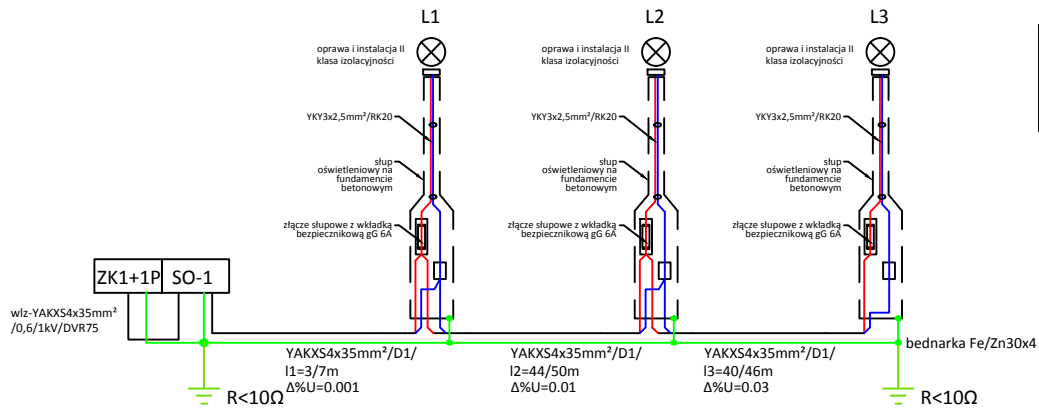 L1
L2
L3
oprawa i instalacja II
klasa izolacyjności
oprawa i instalacja II
klasa izolacyjności
oprawa i instalacja II
klasa izolacyjności
YKY3x2,5mm²/RK20
YKY3x2,5mm²/RK20
YKY3x2,5mm²/RK20
słup
oświetleniowy na
fundamencie
betonowym
słup
oświetleniowy na
fundamencie
betonowym
słup
oświetleniowy na
fundamencie
betonowym
złącze słupowe z wkładką
bezpiecznikową gG 6A
złącze słupowe z wkładką
bezpiecznikową gG 6A
złącze słupowe z wkładką
bezpiecznikową gG 6A
ZK1+1P
SO-1
wlz-YAKXS4x35mm²
/0,6/1kV/DVR75
bednarka Fe/Zn30x4
YAKXS4x35mm²/D1/
l1=3/7m
Δ%U=0.001
YAKXS4x35mm²/D1/
l2=44/50m
Δ%U=0.01
YAKXS4x35mm²/D1/
l3=40/46m
Δ%U=0.03
R<10Ω
R<10Ω